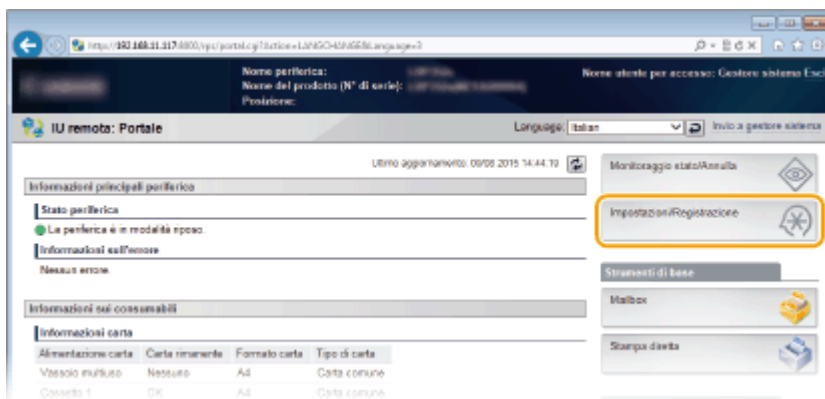 http://192.168.11.117:8000/rps/portal.cgi?action=LANGCHANGE&Language=3
Nome periferica:
Nome del prodotto (N° di serie):
Posizione:
Nome utente per accesso: Gestore sistema Esci
IU remota: Portale
Language: Italian
Invio a gestore sistema
Ultimo aggiornamento: 09/08 2015 14:44:19
Informazioni principali periferica
Stato periferica
La periferica è in modalità riposo.
Informazioni sull'errore
Nessun errore.
Informazioni sui consumabili
Informazioni carta
Alimentazione carta Carta rimanente Formato carta Tipo di carta
Vassoio multiuso Nessuno A4 Carta comune
Cassetto 1 OK A4 Carta comune
Monitoraggio stato/Annulla
Impostazioni/Registrazione
Strumenti di base
Mailbox
Stampa diretta